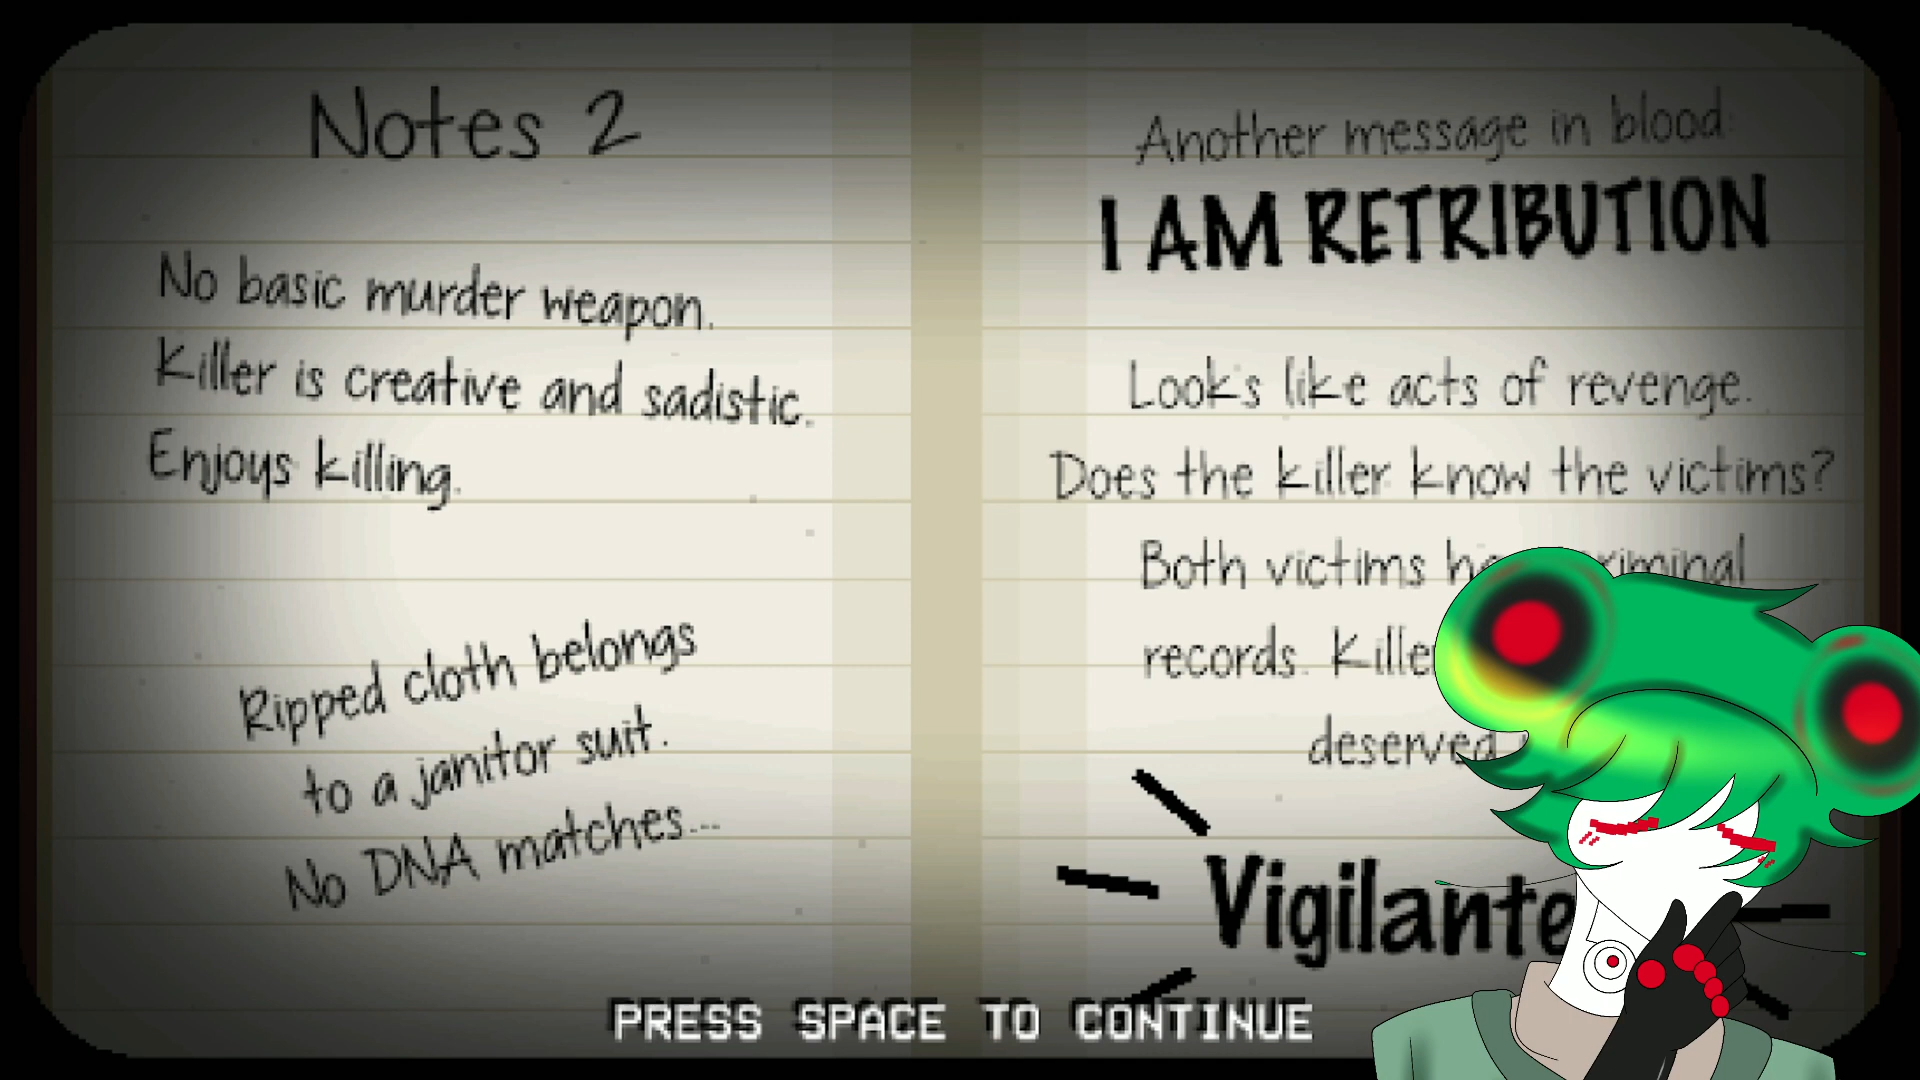 Notes 2
No basic murder weapon.
Killer is creative and sadistic.
Enjoys killing.
Ripped cloth belongs
to a janitor suit.
No DNA matches...
Another message in blood:
I AM RETRIBUTION
Looks like acts of revenge.
Does the killer know the victims?
Both victims
records. Killer
deserved
Vigilante
PRESS SPACE TO CONTINUE